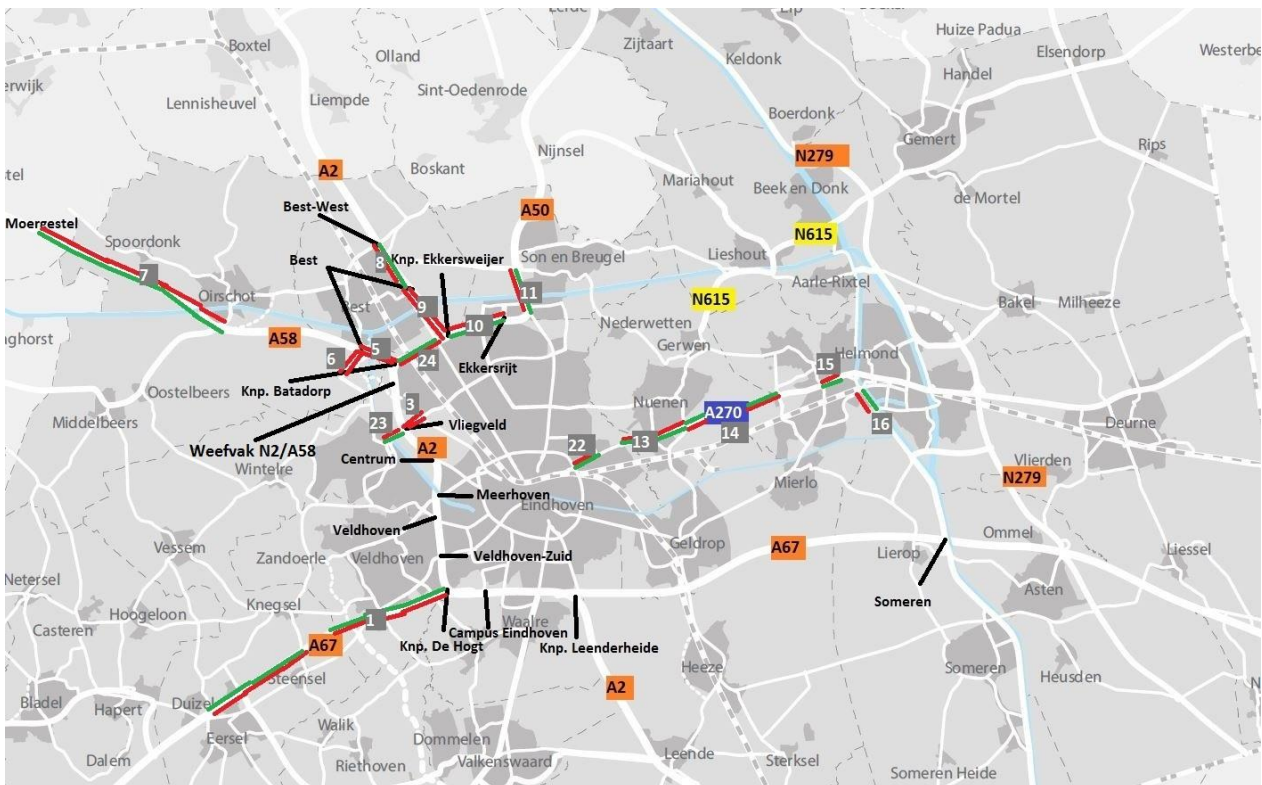 Zijtaart
Huize Padua
Boxtel
Olland
Keldonk
Elsendorp
Westerbe
erwijk
Handel
Lennisheuvel
Liempde
Sint-Oedenrode
Boerdonk
Gemert
Nijnsel
N279
Rips
A2
Boskant
Mariahout
Beek en Donk
de Mortel
Best-West
A50
Moergestel
Spoordonk
N615
Best
Knp. Ekkersweijer
Son en Breugel
Lieshout
8
7
Aarle-Rixtel
Oirschot
11
Best
9
N615
Bakel
Milheeze
10
Nederwetten
A58
5
Gerwen
Helmond
6
24
Ekkersrijt
15
Oostelbeers
Knp. Batadorp
Nuenen
3
A270
Middelbeers
23
Vliegveld
14
16
Deurne
13
Weefvak N2/A58
A2
22
Centrum
Vlierden
Wintelre
N279
Mierlo
Meerhoven
Eindhoven
Veldhoven
Ommel
Vessem
Zandoerle
Veldhoven
Veldhoven-Zuid
Geldrop
A67
Lierop
Liessel
Netersel
Asten
Hoogeloon
Knegsel
Someren
Casteren
1
Waalre
Campus Eindhoven
A67
Knp. De Hogt
Knp. Leenderheide
Heeze
Someren
Steensel
Heusden
A2
Bladel
Hapert
Duizel
Walik
Eersel
Dommelen
Leende
Dalem
Riethoven
Valkenswaard
Sterksel
Someren Heide